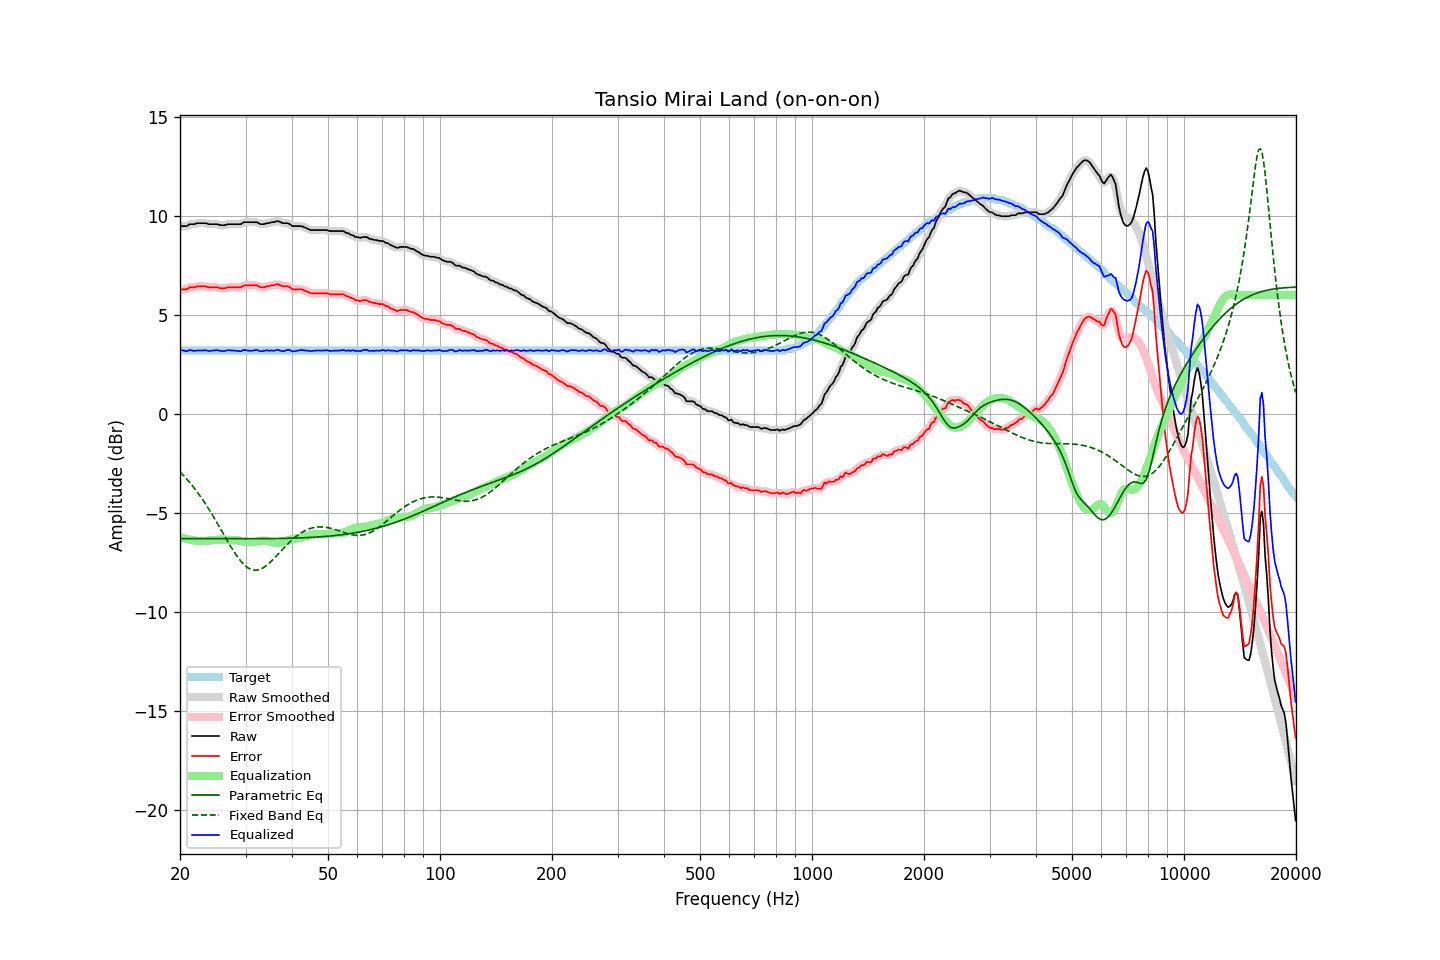 Tansio Mirai Land (on-on-on)
15
10
5
0
−5
−10
−15
−20
Amplitude (dBr)
Target
Raw Smoothed
Error Smoothed
Raw
Error
Equalization
Parametric Eq
Fixed Band Eq
Equalized
20 50 100 200 500 1000 2000 5000 10000 20000
Frequency (Hz)